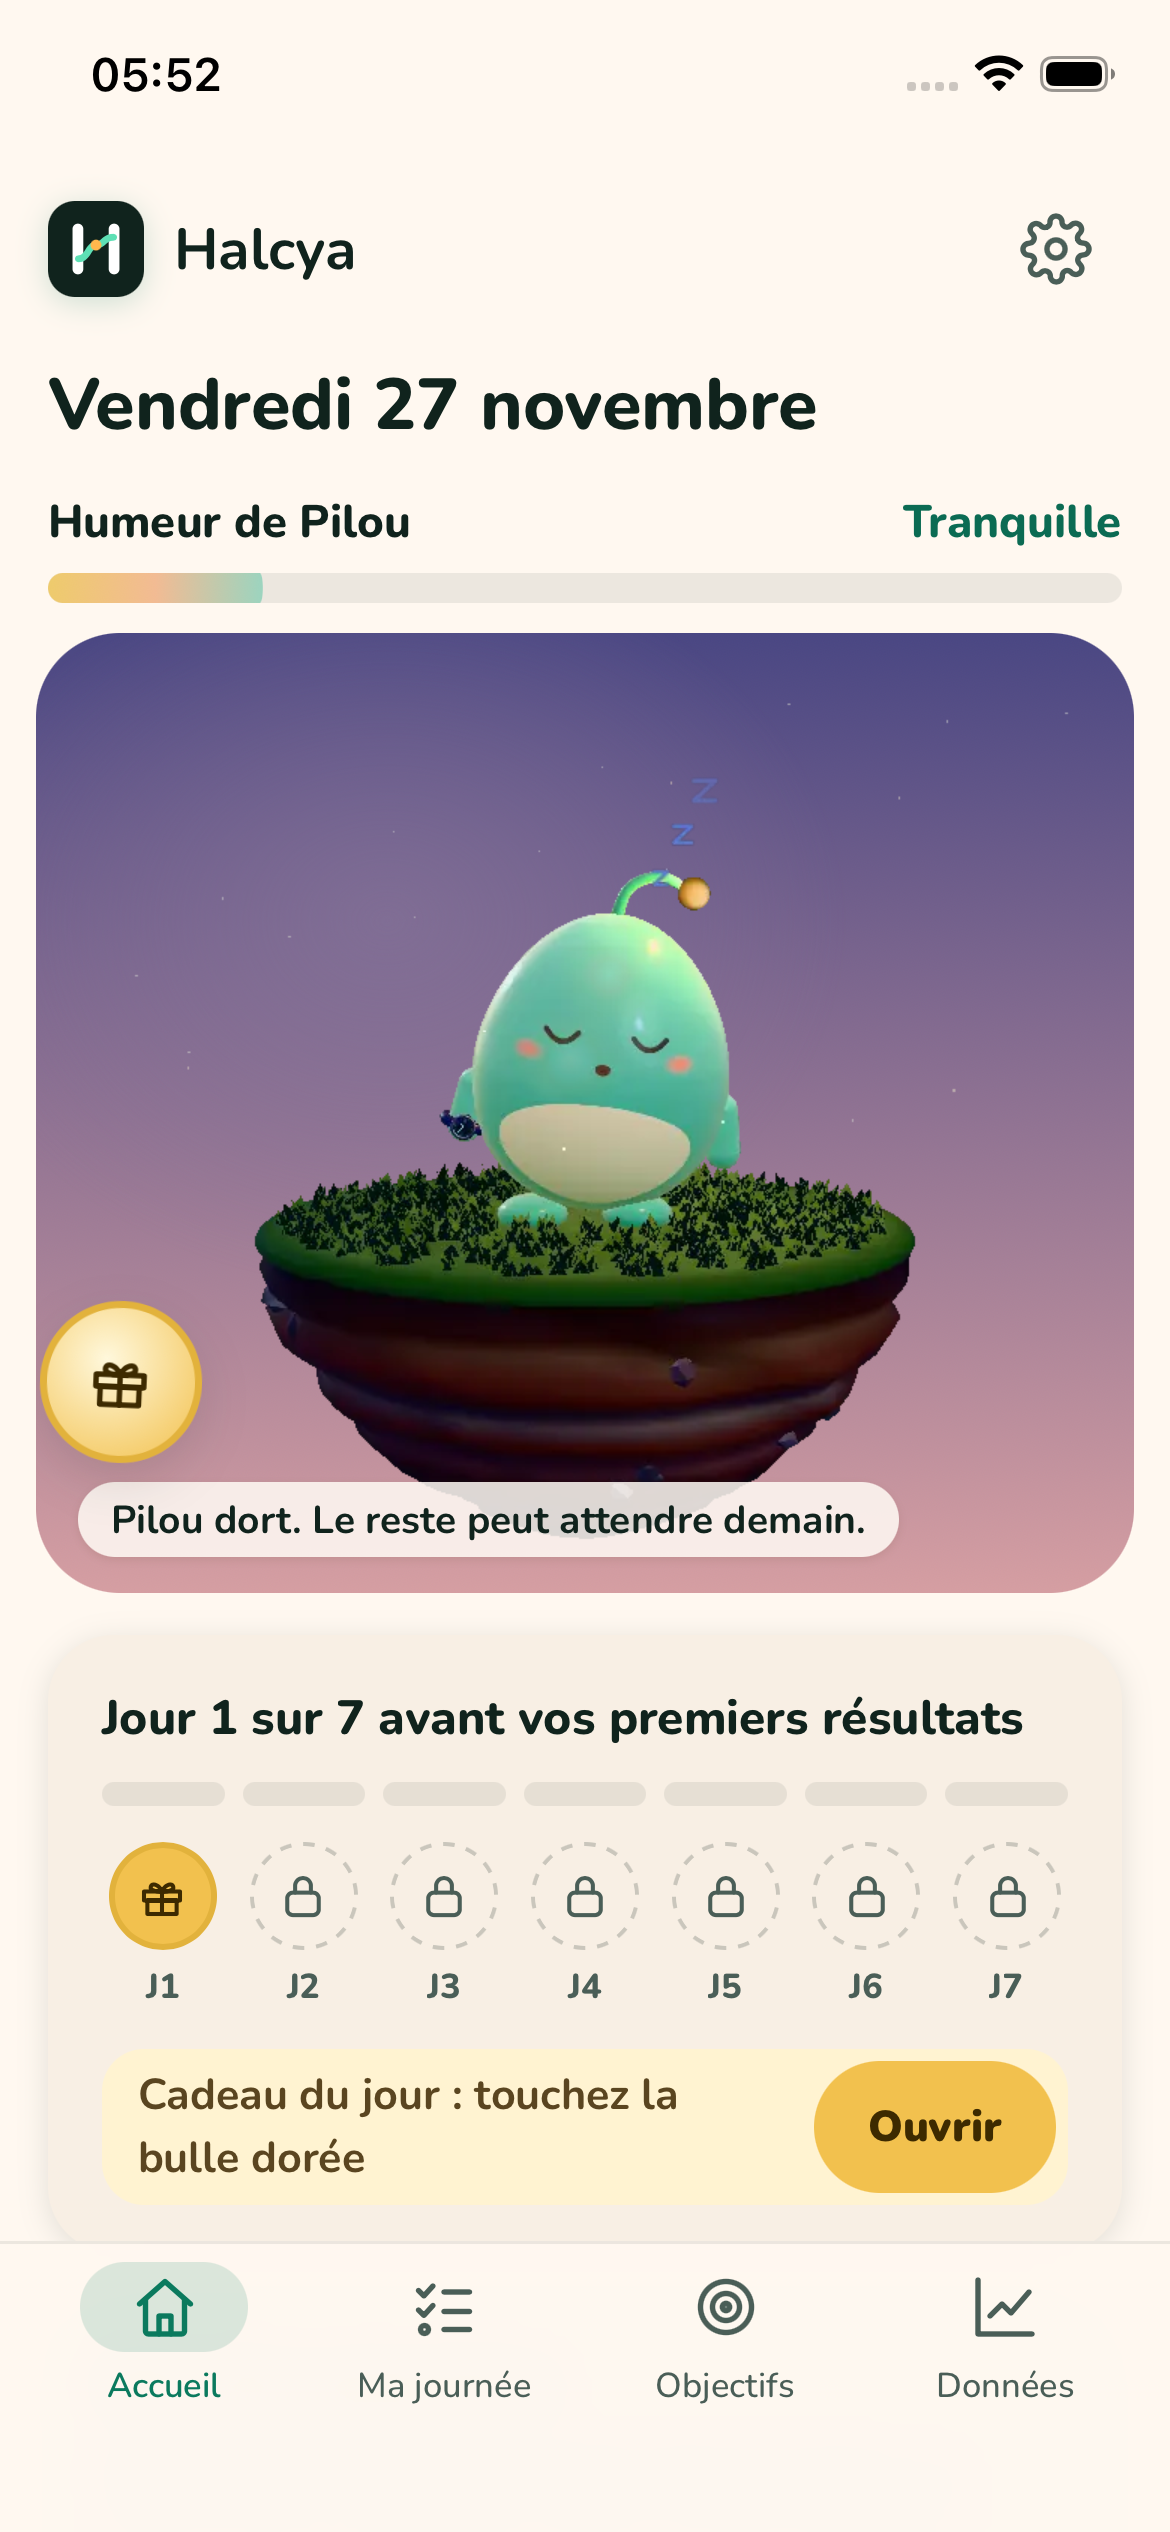 05:52
Halcya
Vendredi 27 novembre
Humeur de Pilou
Tranquille
z
z
z
Pilou dort. Le reste peut attendre demain.
Jour 1 sur 7 avant vos premiers résultats
J1
J2
J3
J4
J5
J6
J7
Cadeau du jour : touchez la
bulle dorée
Ouvrir
Accueil
Ma journée
Objectifs
Données